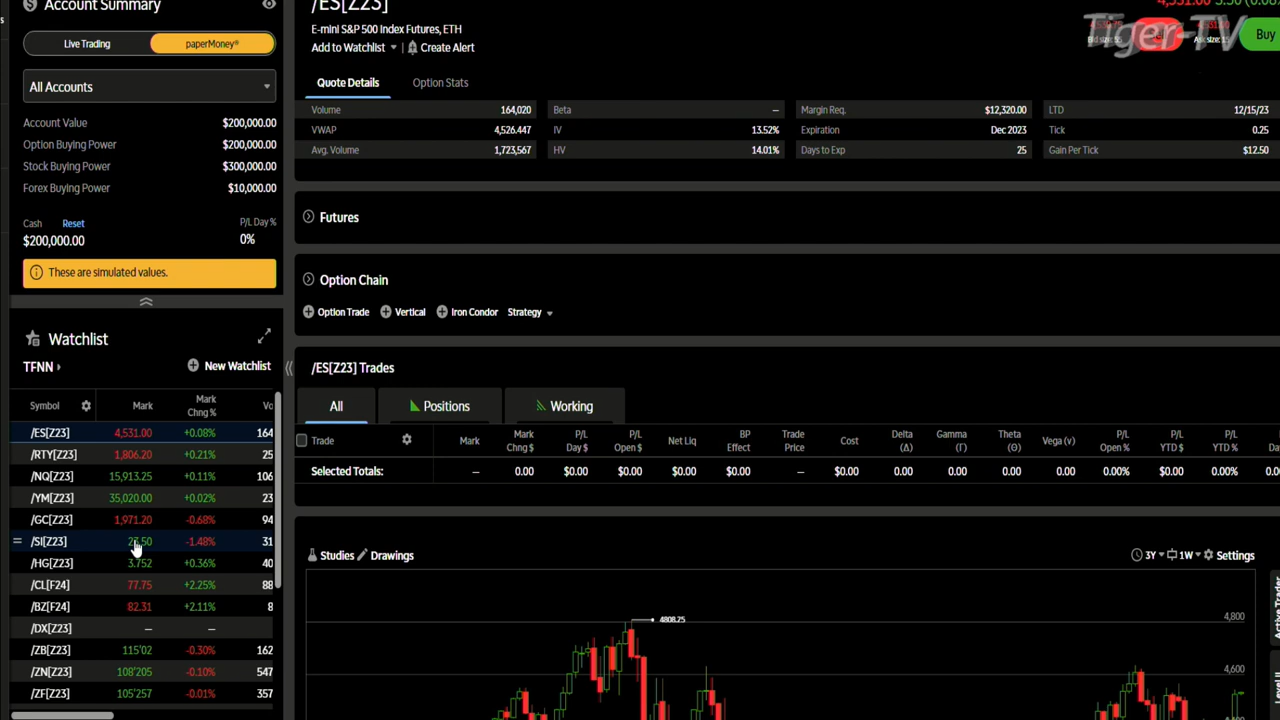 Account Summary
Live Trading paperMoney®
All Accounts
Account Value $200,000.00
Option Buying Power $200,000.00
Stock Buying Power $300,000.00
Forex Buying Power $10,000.00
Cash Reset P/L Day %
$200,000.00 0%
These are simulated values.
Watchlist
TFNN New Watchlist
Symbol Mark Mark Chng % Vo
/ES[Z23] 4,531.00 +0.08% 164
/RTY[Z23] 1,806.20 +0.21% 25
/NQ[Z23] 15,913.25 +0.11% 106
/YM[Z23] 35,020.00 +0.02% 23
/GC[Z23] 1,971.20 -0.68% 94
/SI[Z23] -1.48% 31
/HG[Z23] 3.752 +0.36% 40
/CL[F24] 77.75 +2.25% 88
/BZ[F24] 82.31 +2.11% 8
/DX[Z23] – –
/ZB[Z23] 115'02 -0.30% 162
/ZN[Z23] 108'205 -0.10% 547
/ZF[Z23] 105'257 -0.01% 357
/ES[Z23]
Tiger-TV
Buy
E-mini S&P 500 Index Futures, ETH
Add to Watchlist Create Alert
Quote Details Option Stats
Volume 164,020 Beta – Margin Req. $12,320.00 LTD 12/15/23
VWAP 4,526.447 IV 13.52% Expiration Dec 2023 Tick 0.25
Avg. Volume 1,723,567 HV 14.01% Days to Exp 25 Gain Per Tick $12.50
Futures
Option Chain
Option Trade Vertical Iron Condor Strategy
/ES[Z23] Trades
All Positions Working
Trade Mark Mark Chng $ P/L Day $ P/L Open $ Net Liq BP Effect Trade Price Cost Delta (Δ) Gamma (Γ) Theta (Θ) Vega (v) P/L Open % P/L YTD $ P/L YTD % Da
Selected Totals: – 0.00 $0.00 $0.00 $0.00 $0.00 – $0.00 0.00 0.00 0.00 0.00 0.00% $0.00 0.00% 0.0
Studies Drawings 3Y 1W Settings
4808.25
4,800
4,600
Active Trader
Level II